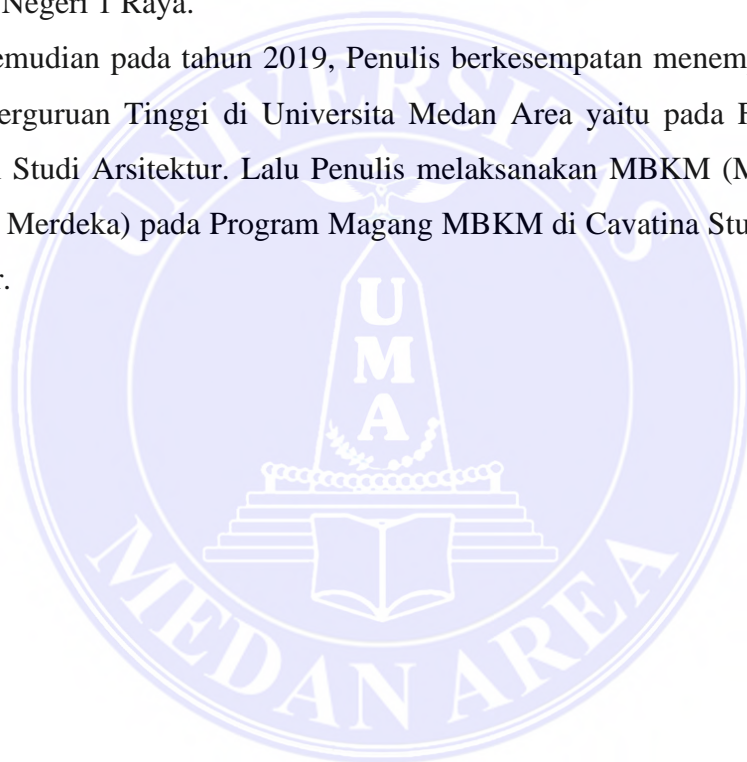 Negeri 1 Raya.
emudian pada tahun 2019, Penulis berkesempatan menem
erguruan Tinggi di Universita Medan Area yaitu pada F
Studi Arsitektur. Lalu Penulis melaksanakan MBKM (M
Merdeka) pada Program Magang MBKM di Cavatina Stu
r.
UNIVERSITAS
U
M
A
MEDAN AREA